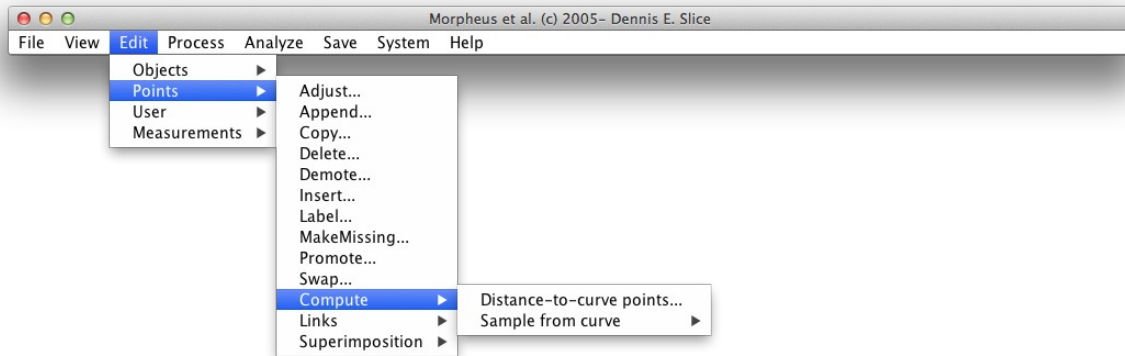 Morpheus et al. (c) 2005- Dennis E. Slice
File View Edit Process Analyze Save System Help
Objects
Points
User
Measurements
Adjust...
Append...
Copy...
Delete...
Demote...
Insert...
Label...
MakeMissing...
Promote...
Swap...
Compute
Links
Superimposition
Distance-to-curve points...
Sample from curve